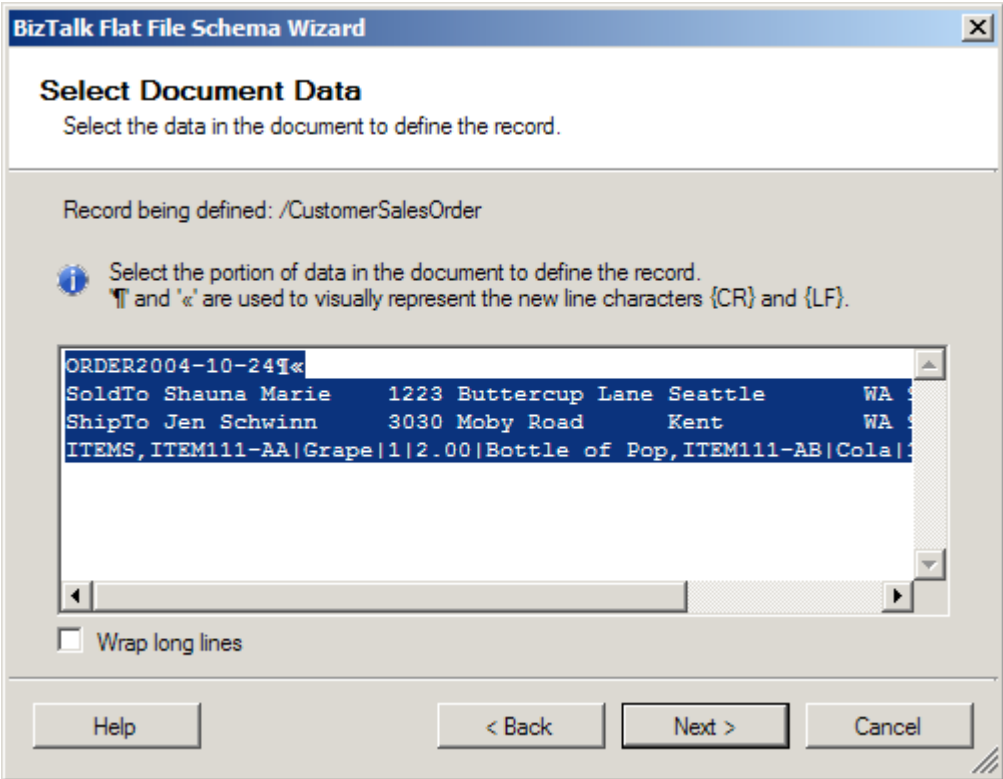 BizTalk Flat File Schema Wizard
Select Document Data
Select the data in the document to define the record.
Record being defined: /CustomerSalesOrder
Select the portion of data in the document to define the record.
'¶' and '«' are used to visually represent the new line characters {CR} and {LF}.
ORDER2004-10-24¶«
SoldTo Shauna Marie 1223 Buttercup Lane Seattle WA
ShipTo Jen Schwinn 3030 Moby Road Kent WA
ITEMS,ITEM111-AA|Grape|1|2.00|Bottle of Pop,ITEM111-AB|Cola|
Wrap long lines
Help
< Back
Next >
Cancel